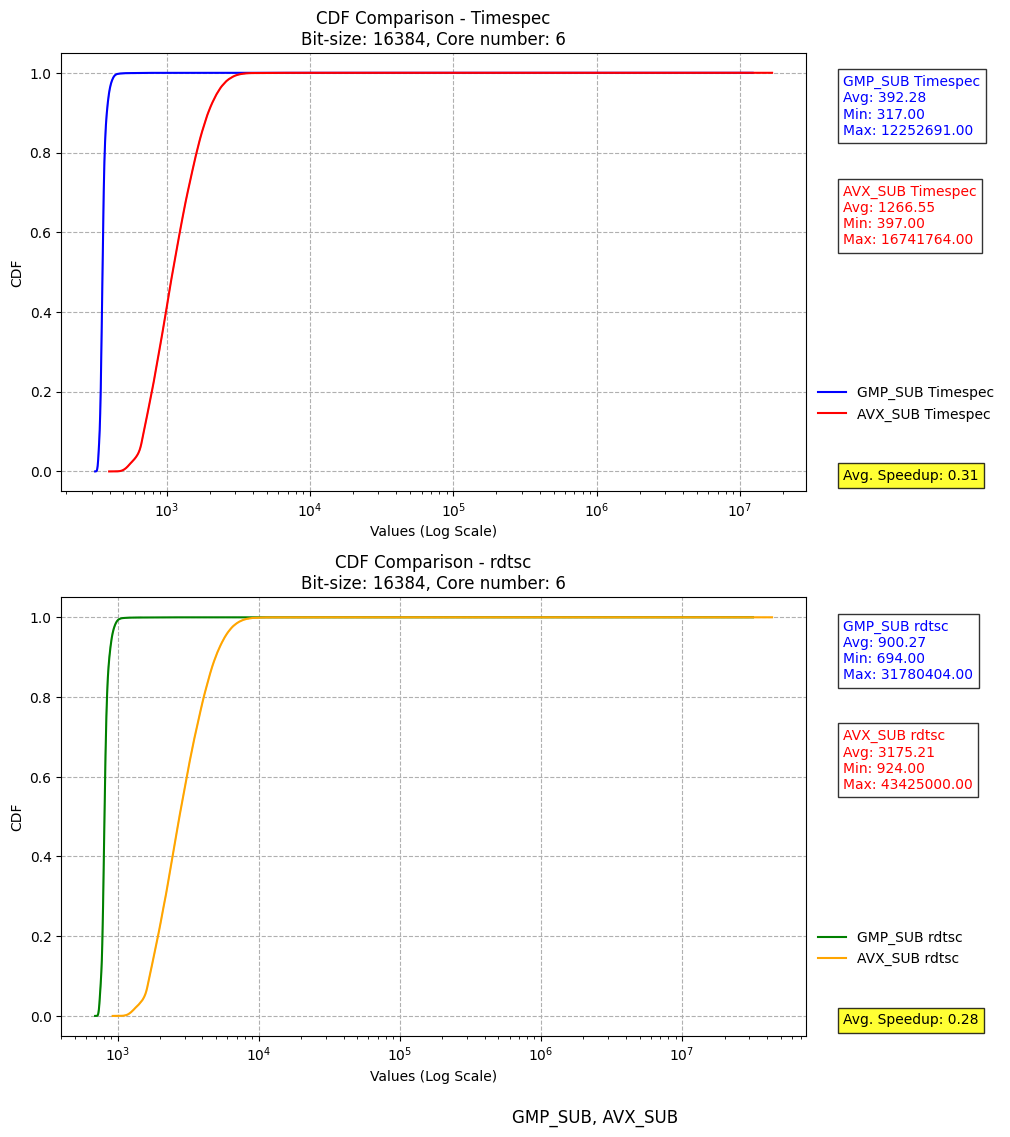 CDF Comparison - Timespec
Bit-size: 16384, Core number: 6
1.0
0.8
0.6
0.4
0.2
0.0
CDF
10³
10⁴
10⁵
10⁶
10⁷
Values (Log Scale)
GMP_SUB Timespec
Avg: 392.28
Min: 317.00
Max: 12252691.00
AVX_SUB Timespec
Avg: 1266.55
Min: 397.00
Max: 16741764.00
GMP_SUB Timespec
AVX_SUB Timespec
Avg. Speedup: 0.31
CDF Comparison - rdtsc
Bit-size: 16384, Core number: 6
1.0
0.8
0.6
0.4
0.2
0.0
CDF
10³
10⁴
10⁵
10⁶
10⁷
Values (Log Scale)
GMP_SUB rdtsc
Avg: 900.27
Min: 694.00
Max: 31780404.00
AVX_SUB rdtsc
Avg: 3175.21
Min: 924.00
Max: 43425000.00
GMP_SUB rdtsc
AVX_SUB rdtsc
Avg. Speedup: 0.28
GMP_SUB, AVX_SUB